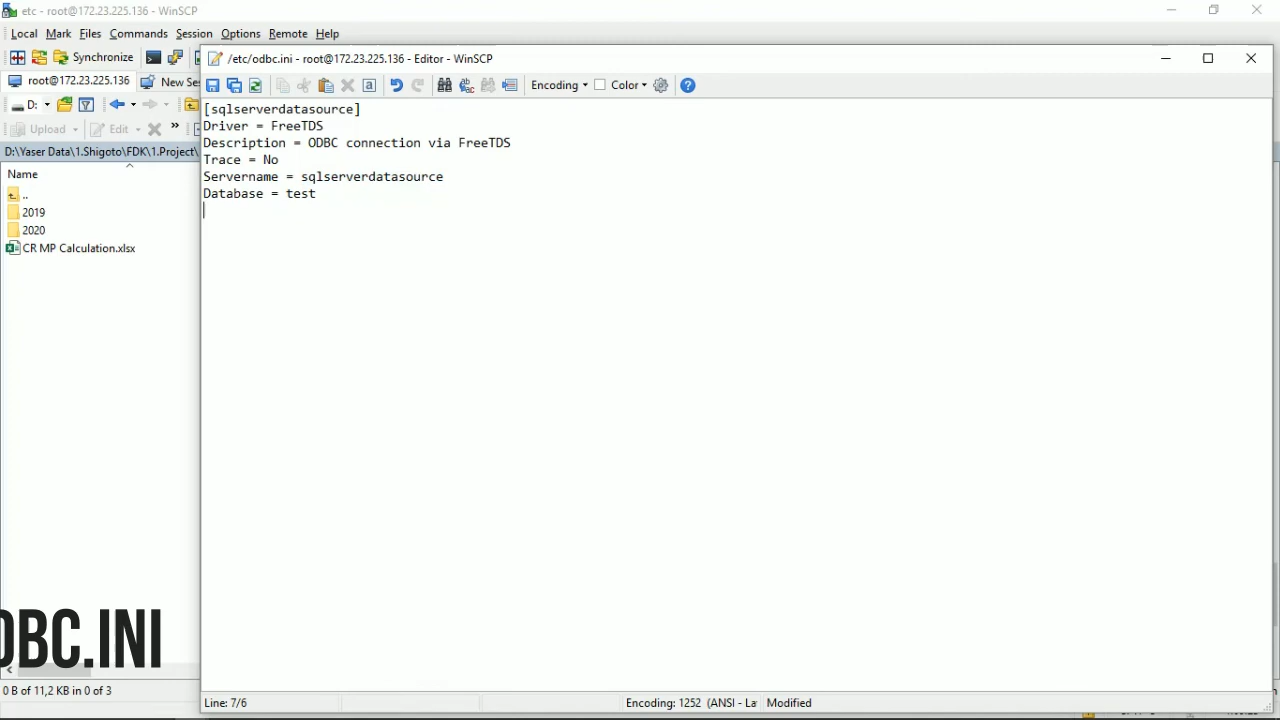 etc - root@172.23.225.136 - WinSCP
Local Mark Files Commands Session Options Remote Help
Synchronize
/etc/odbc.ini - root@172.23.225.136 - Editor - WinSCP
root@172.23.225.136 New Ses
D:
Encoding Color
Upload Edit
D:\Yaser Data\1.Shigoto\FDK\1.Project\
Name
..
2019
2020
CR MP Calculation.xlsx
[sqlserverdatasource]
Driver = FreeTDS
Description = ODBC connection via FreeTDS
Trace = No
Servername = sqlserverdatasource
Database = test
DBC.INI
0 B of 11,2 KB in 0 of 3
Line: 7/6
Encoding: 1252 (ANSI - La
Modified